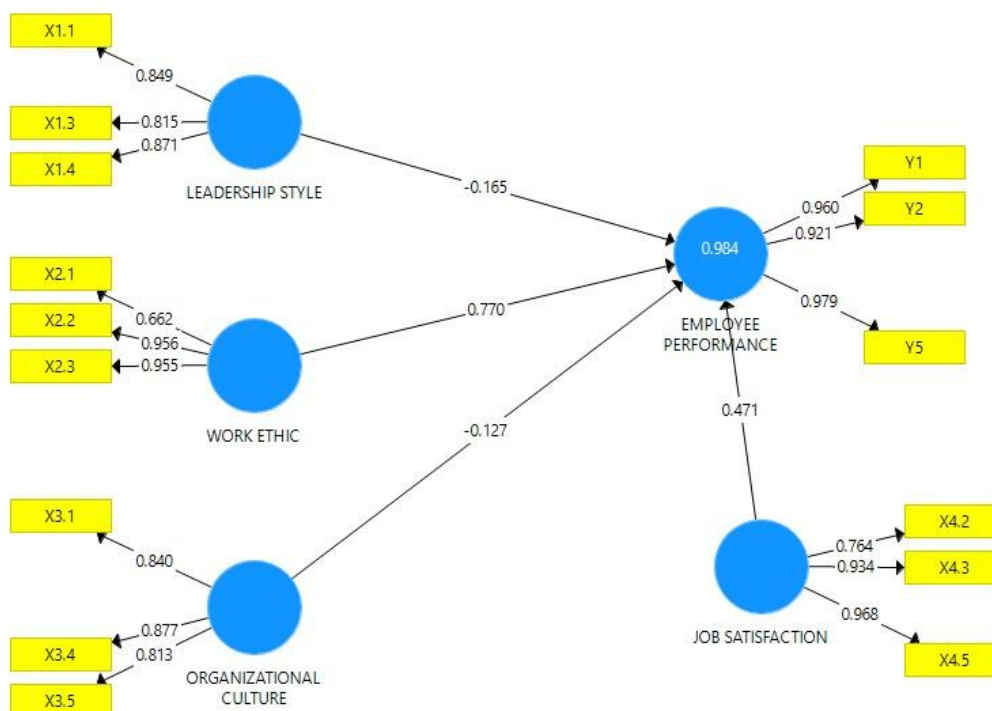 X1.1
0.849
X1.3
0.815
X1.4
0.871
LEADERSHIP STYLE
-0.165
X2.1
0.662
X2.2
0.956
X2.3
0.955
WORK ETHIC
0.770
X3.1
0.840
X3.4
0.877
X3.5
0.813
ORGANIZATIONAL
CULTURE
-0.127
0.984
EMPLOYEE
PERFORMANCE
Y1
0.960
Y2
0.921
0.979
Y5
0.471
JOB SATISFACTION
X4.2
0.764
X4.3
0.934
0.968
X4.5